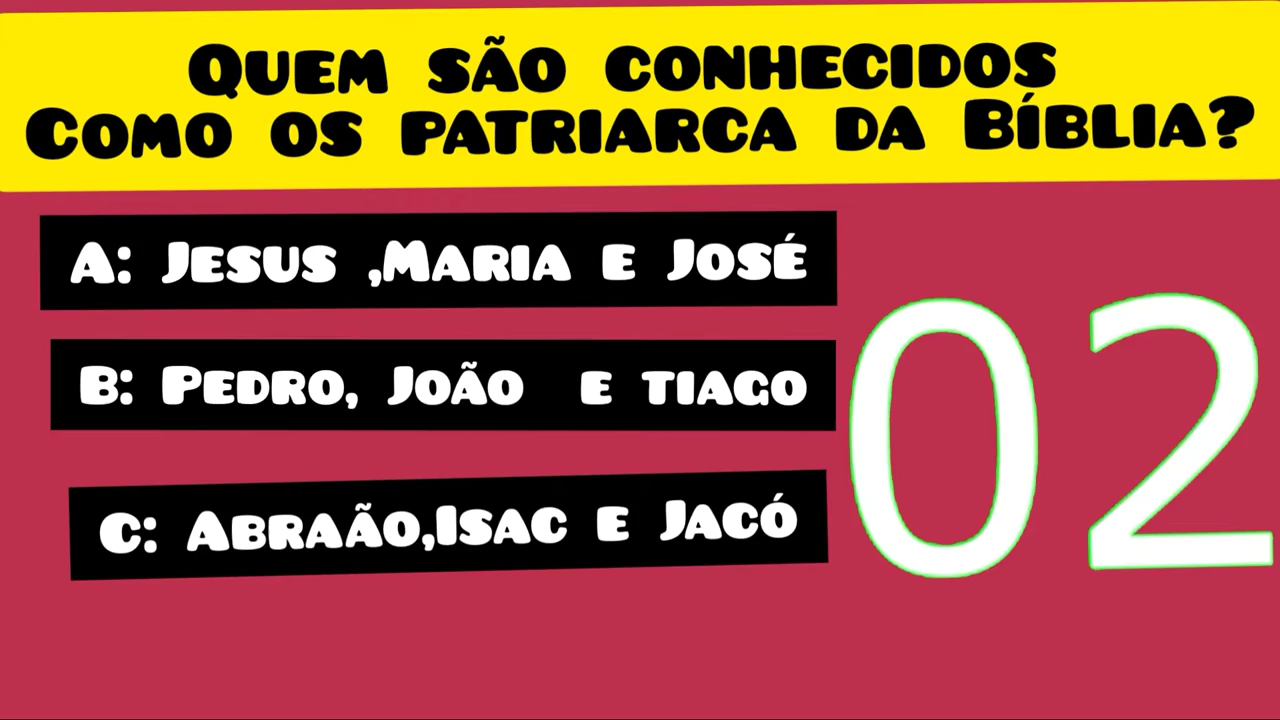 Quem são conhecidos
Como os patriarca da Bíblia?
A: Jesus ,Maria e José
B: Pedro, João e tiago
C: Abraão,Isac e Jacó
02